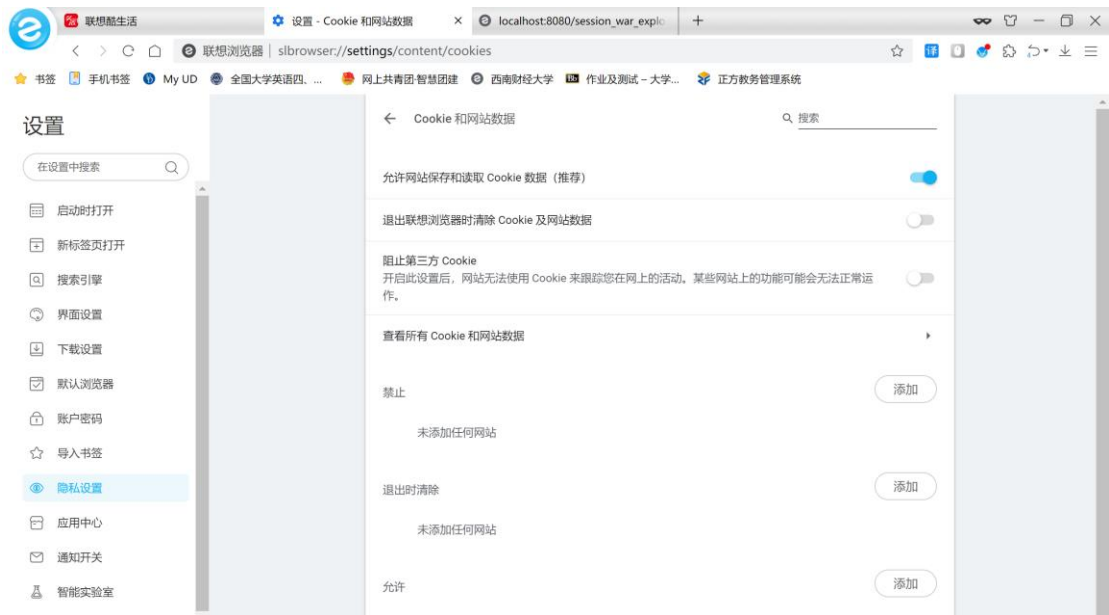 联想酷生活
设置 - Cookie 和网站数据
localhost:8080/session_war_explo
联想浏览器 | slbrowser://settings/content/cookies
译
书签 手机书签 My UD 全国大学英语四、... 网上共青团·智慧团建 西南财经大学 作业及测试 – 大学... 正方教务管理系统
设置
在设置中搜索
启动时打开
新标签页打开
搜索引擎
界面设置
下载设置
默认浏览器
账户密码
导入书签
隐私设置
应用中心
通知开关
智能实验室
Cookie 和网站数据
搜索
允许网站保存和读取 Cookie 数据（推荐）
退出联想浏览器时清除 Cookie 及网站数据
阻止第三方 Cookie
开启此设置后，网站无法使用 Cookie 来跟踪您在网上的活动。某些网站上的功能可能会无法正常运
作。
查看所有 Cookie 和网站数据
禁止
添加
未添加任何网站
退出时清除
添加
未添加任何网站
允许
添加